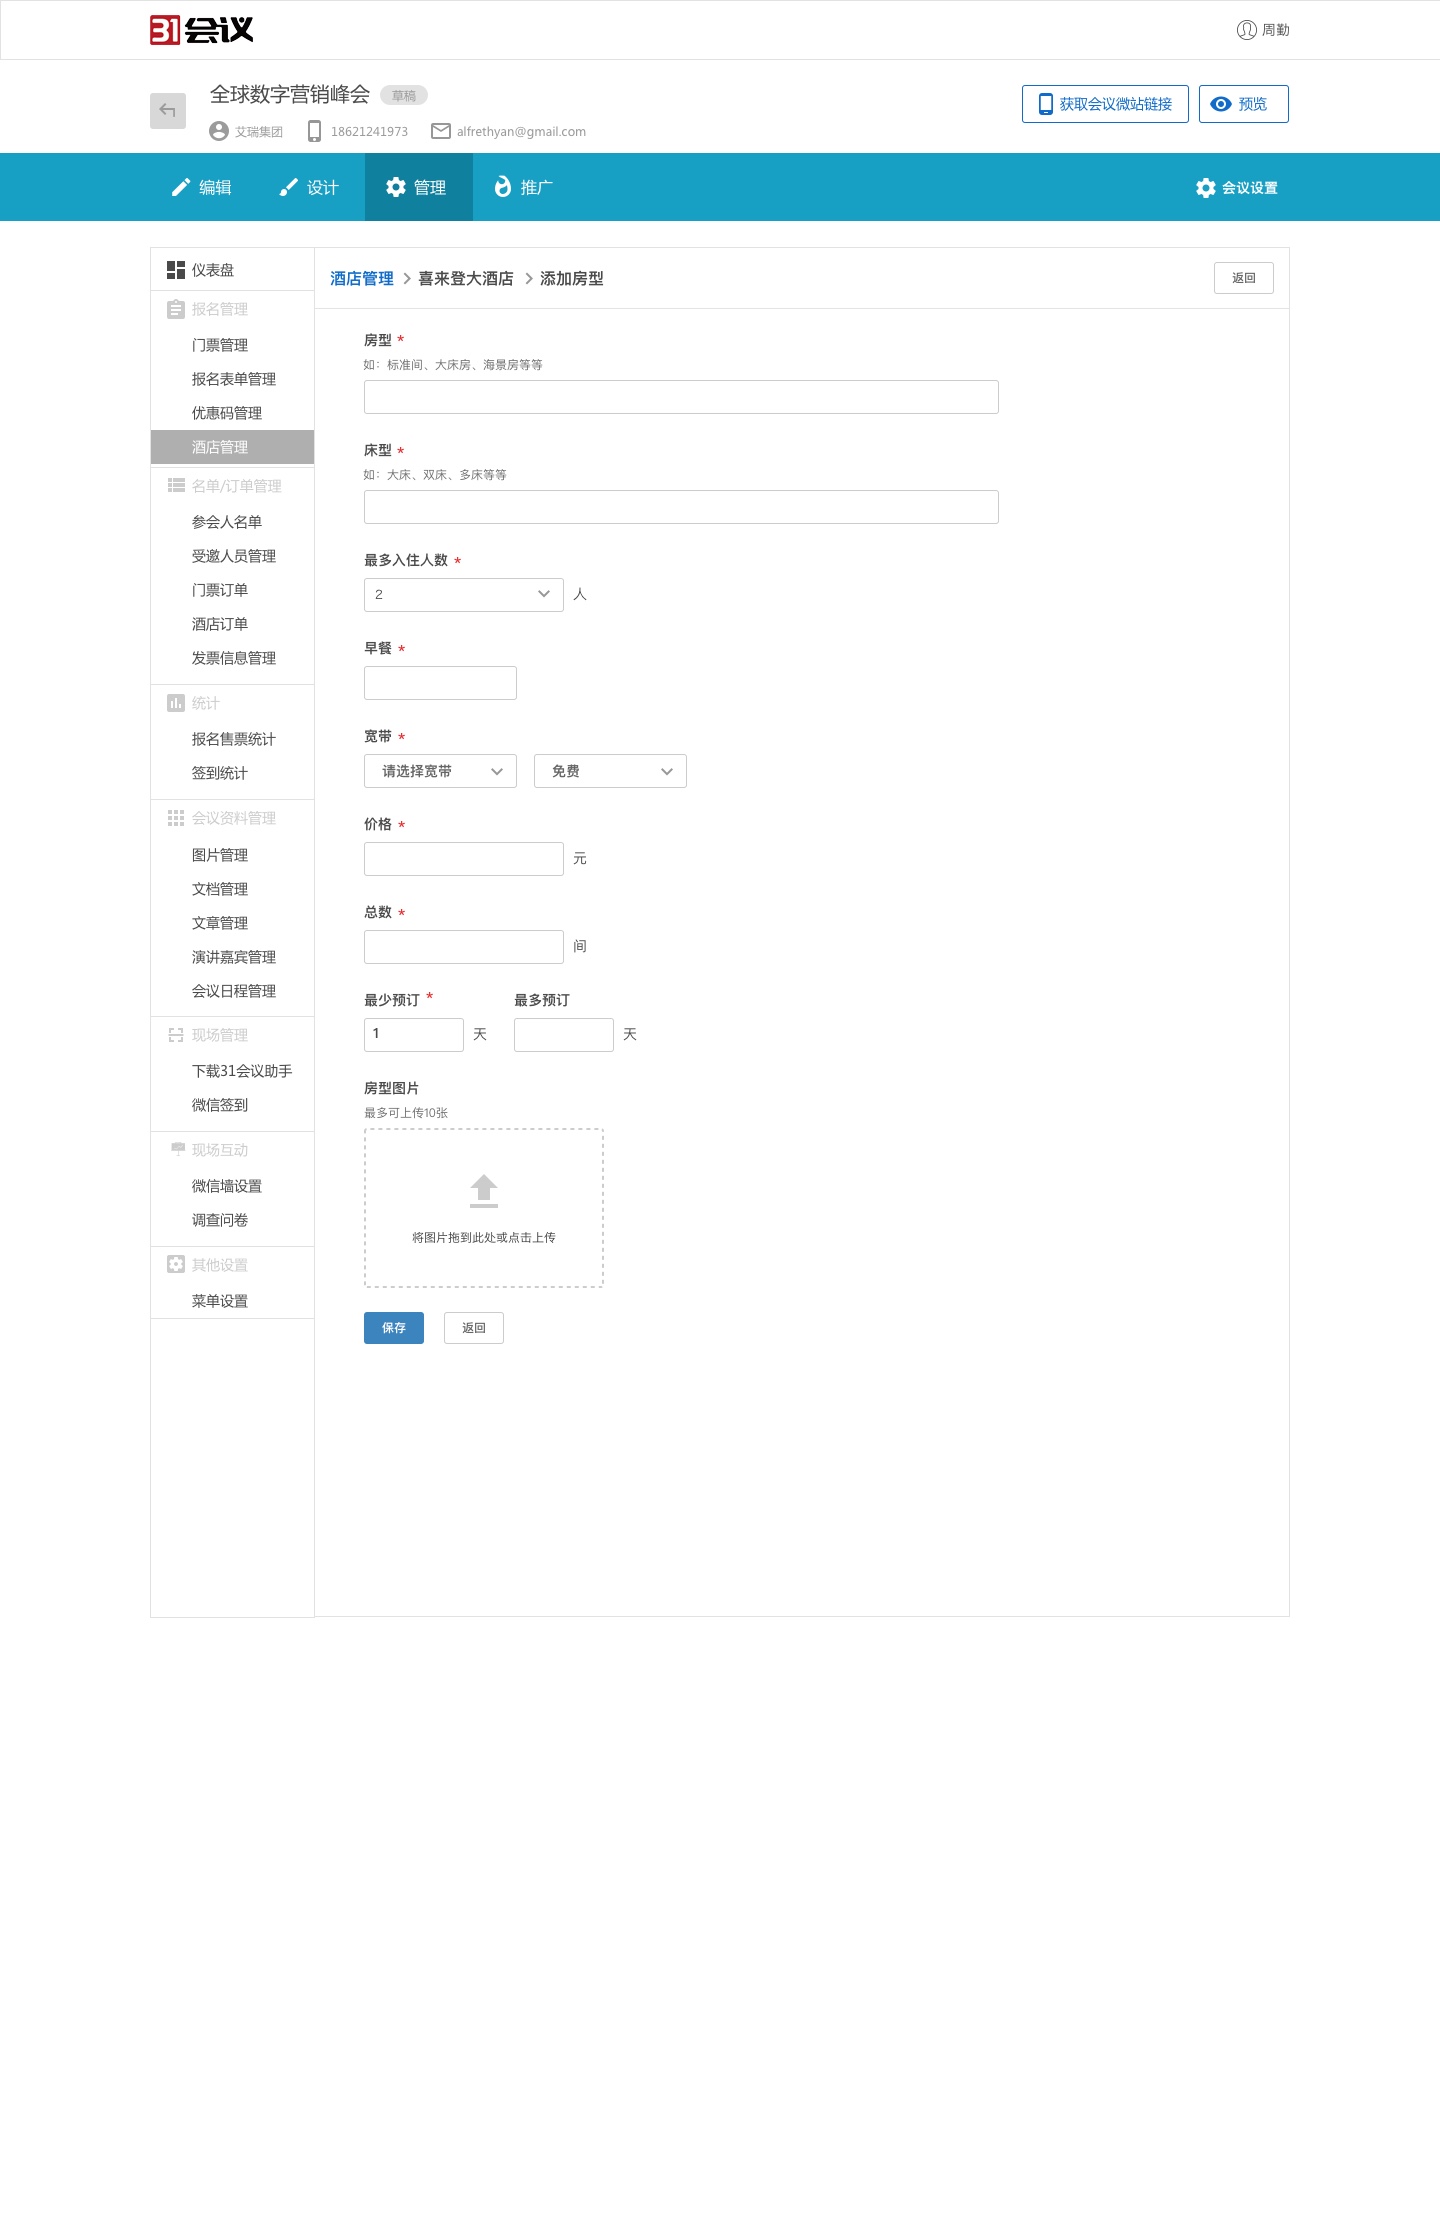 31会议
周勤
全球数字营销峰会 草稿
艾瑞集团 18621241973 alfrethyan@gmail.com
获取会议微站链接 预览
编辑 设计 管理 推广 会议设置
仪表盘
报名管理
门票管理
报名表单管理
优惠码管理
酒店管理
名单/订单管理
参会人名单
受邀人员管理
门票订单
酒店订单
发票信息管理
统计
报名售票统计
签到统计
会议资料管理
图片管理
文档管理
文章管理
演讲嘉宾管理
会议日程管理
现场管理
下载31会议助手
微信签到
现场互动
微信墙设置
调查问卷
其他设置
菜单设置
酒店管理 > 喜来登大酒店 > 添加房型
返回
房型 *
如：标准间、大床房、海景房等等
床型 *
如：大床、双床、多床等等
最多入住人数 *
2 人
早餐 *
宽带 *
请选择宽带 免费
价格 *
元
总数 *
间
最少预订 * 最多预订
1 天 天
房型图片
最多可上传10张
将图片拖到此处或点击上传
保存 返回